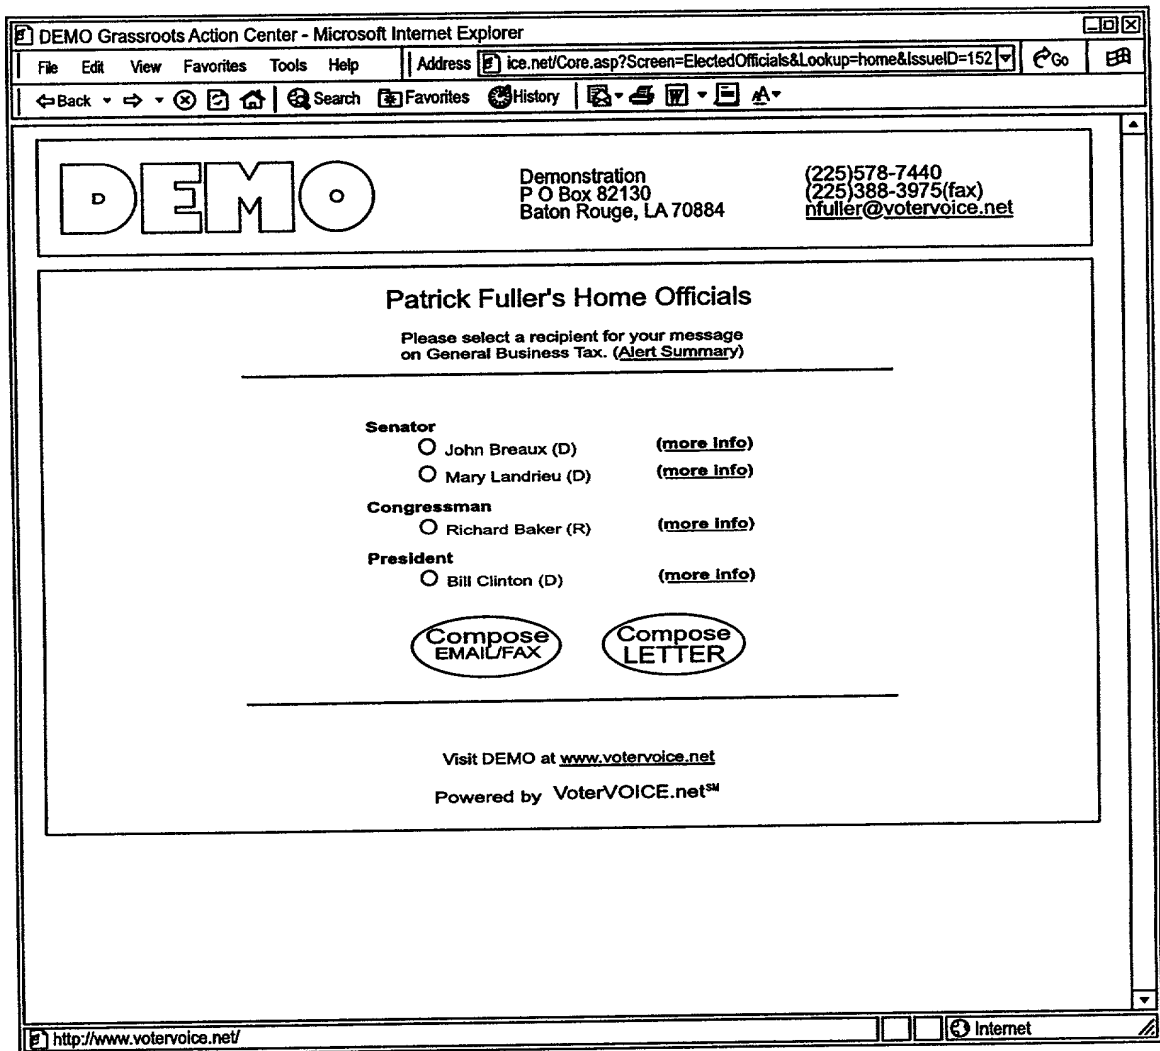 DEMO Grassroots Action Center - Microsoft Internet Explorer
File Edit View Favorites Tools Help Address ice.net/Core.asp?Screen=ElectedOfficials&Lookup=home&IssueID=152 Go
Back Search Favorites History
DEMO
Demonstration
P O Box 82130
Baton Rouge, LA 70884
(225)578-7440
(225)388-3975(fax)
nfuller@votervoice.net
Patrick Fuller's Home Officials
Please select a recipient for your message
on General Business Tax. (Alert Summary)
Senator
John Breaux (D) (more info)
Mary Landrieu (D) (more info)
Congressman
Richard Baker (R) (more info)
President
Bill Clinton (D) (more info)
Compose
EMAIL/FAX
Compose
LETTER
Visit DEMO at www.votervoice.net
Powered by VoterVOICE.net℠
http://www.votervoice.net/ Internet